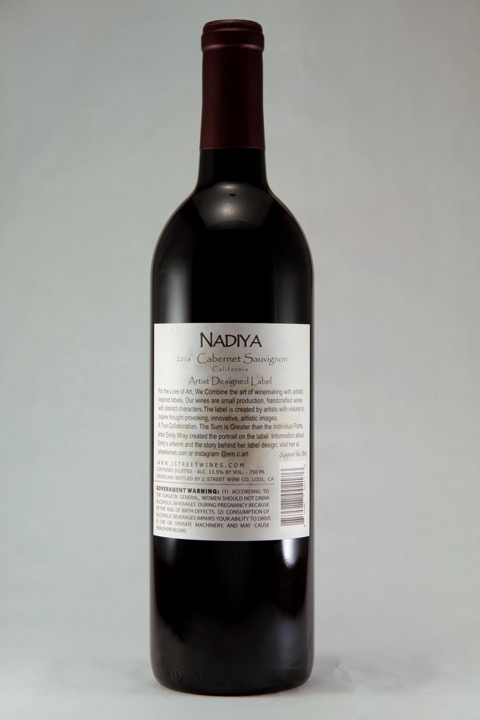 NADIYA
2016 Cabernet Sauvignon
California
Artist Designed Label
For the Love of Art. We Combine the art of winemaking with artistic
inspired labels. Our wines are small production, handcrafted wines
with distinct characters. The label is created by artists with visions to
inspire thought provoking, innovative, artistic images.
A True Collaboration. The Sum is Greater than the Individual Parts.
Artist Emily Wray created the portrait on the label. Information about
Emily's artwork and the story behind her label design, visit her at
jstreetwines.com or instagram @em.c.art
Support
WWW.JSTREETWINES.COM
CONTAINS SULFITES - ALC. 13.5% BY VOL. - 750 ML
AND BOTTLED BY J. STREET WINE CO, LODI, CA
GOVERNMENT WARNING: (1) ACCORDING TO
THE SURGEON GENERAL, WOMEN SHOULD NOT DRINK
ALCOHOLIC BEVERAGES DURING PREGNANCY BECAUSE
OF THE RISK OF BIRTH DEFECTS. (2) CONSUMPTION OF
ALCOHOLIC BEVERAGES IMPAIRS YOUR ABILITY TO DRIVE
A CAR OR OPERATE MACHINERY, AND MAY CAUSE
HEALTH PROBLEMS.